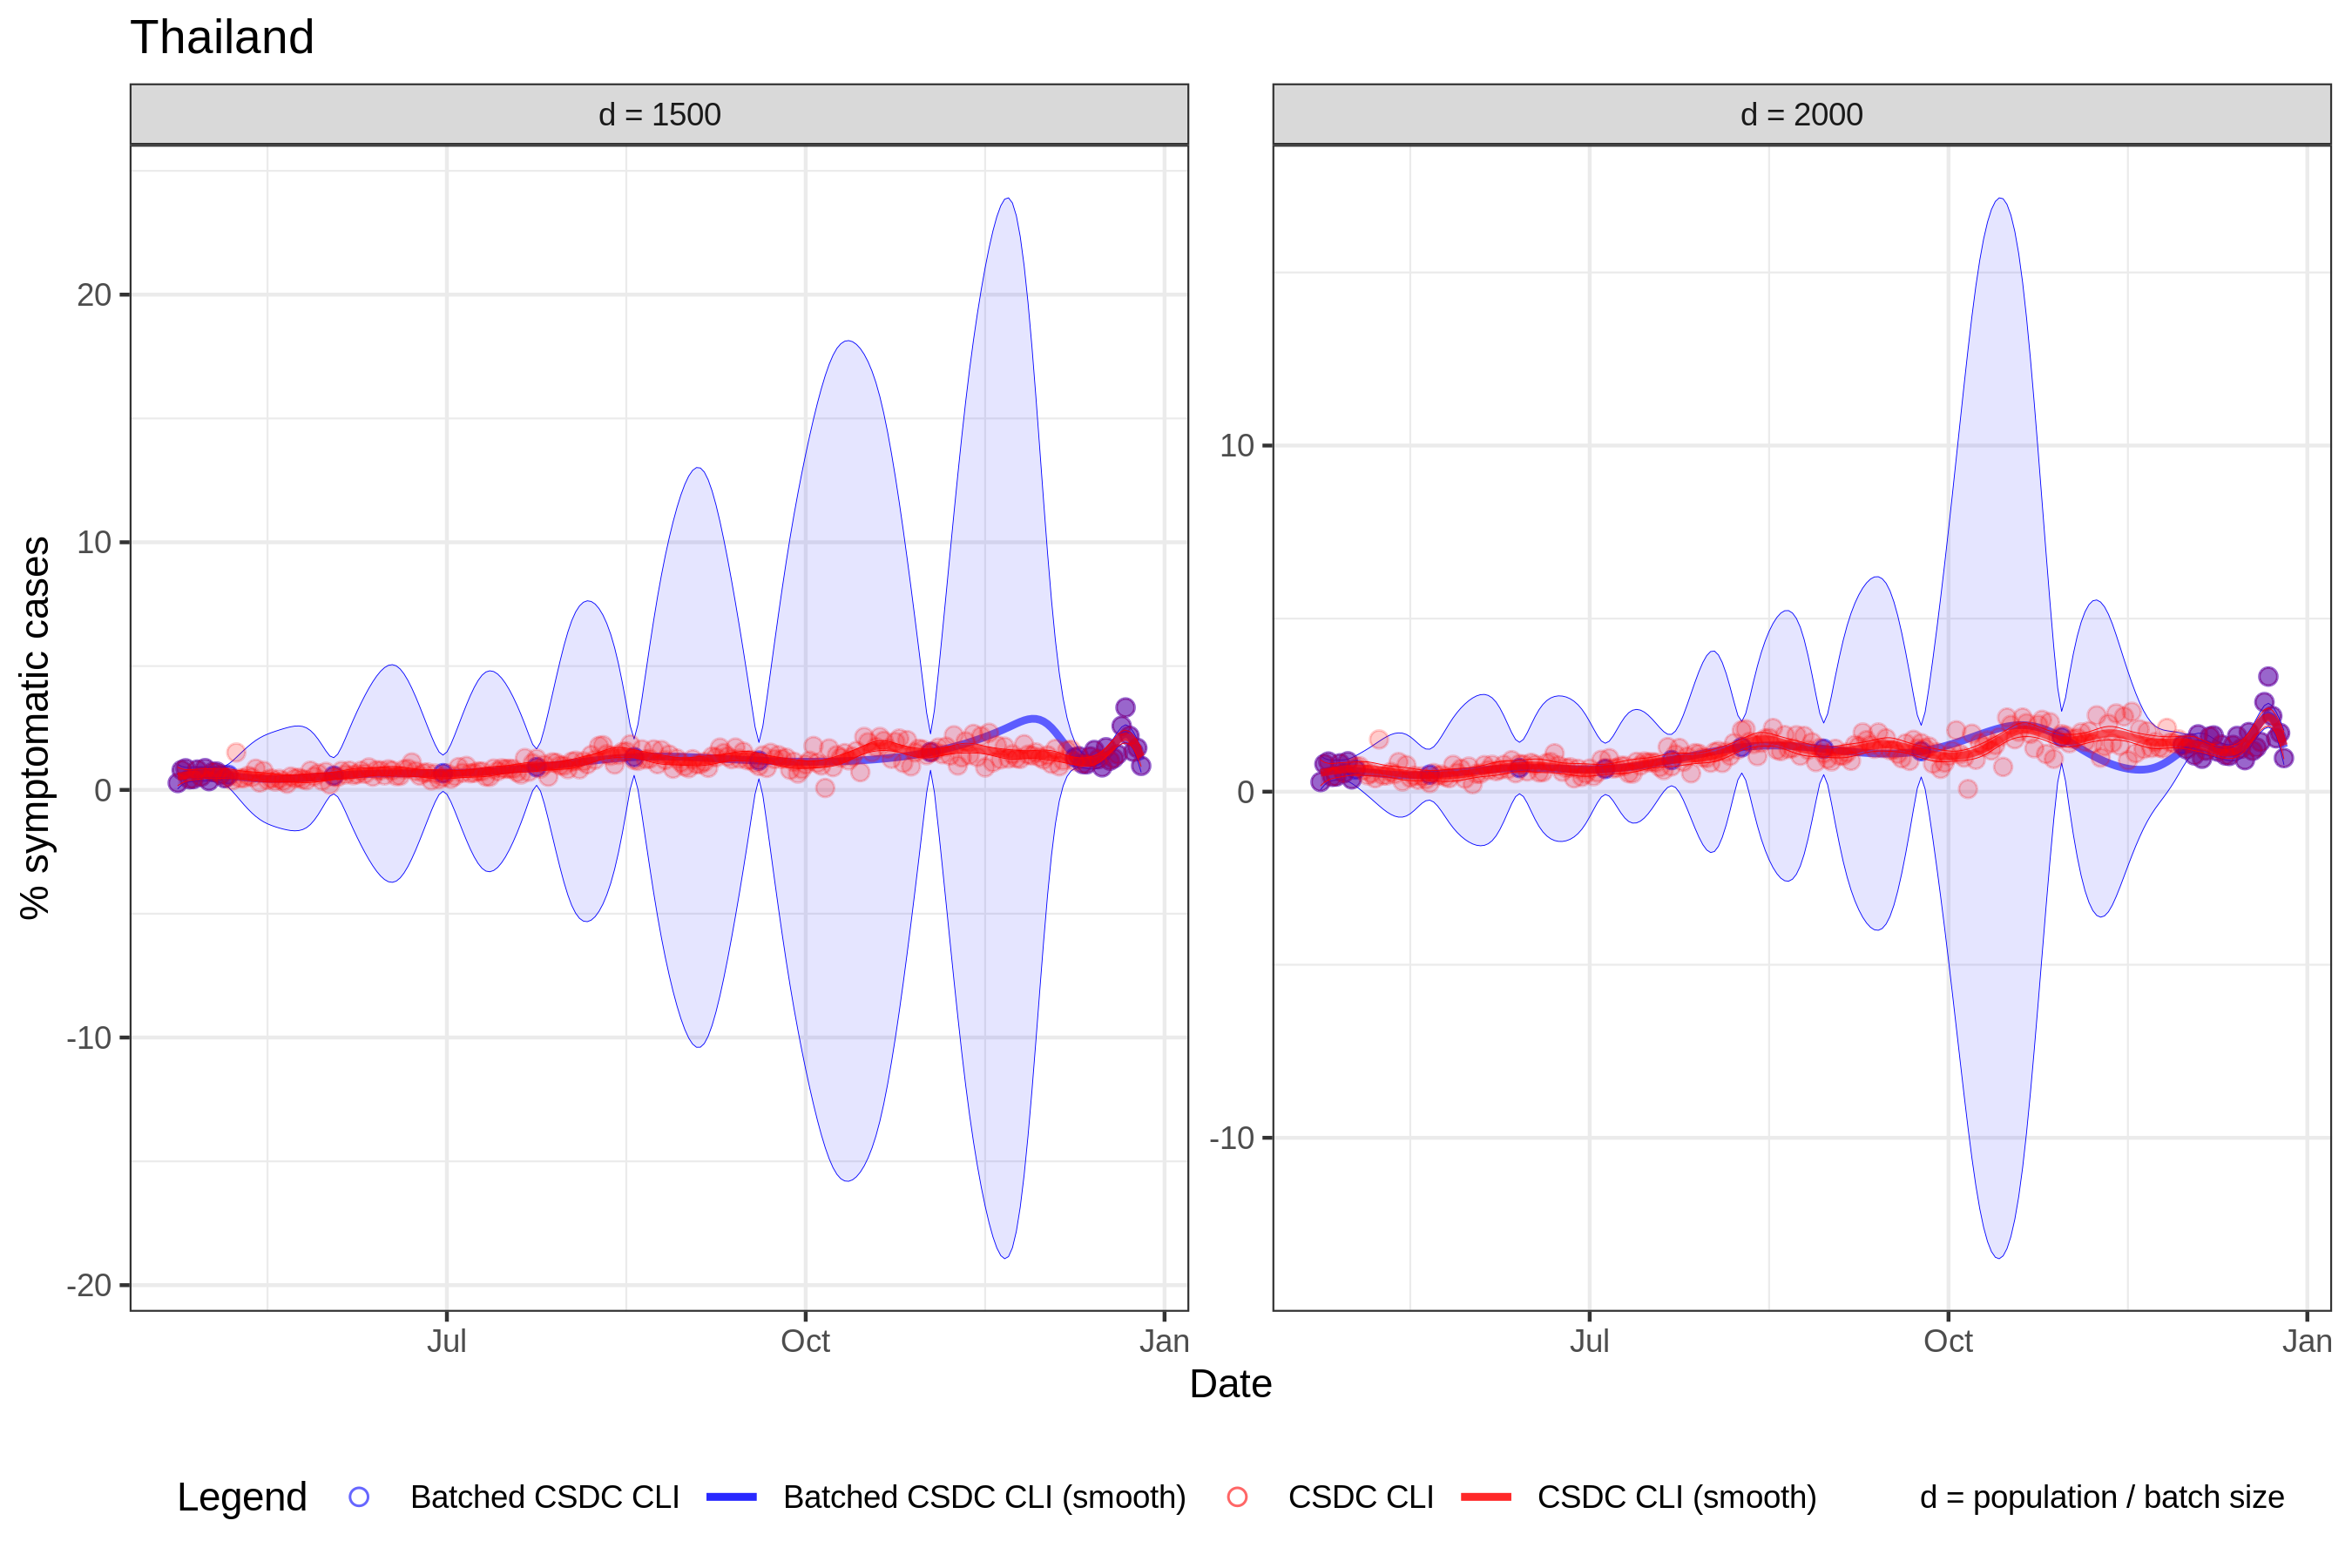 Thailand
d = 1500
d = 2000
% symptomatic cases
20
10
0
-10
-20
10
0
-10
Jul
Oct
Jan
Jul
Oct
Jan
Date
Legend
Batched CSDC CLI
Batched CSDC CLI (smooth)
CSDC CLI
CSDC CLI (smooth)
d = population / batch size